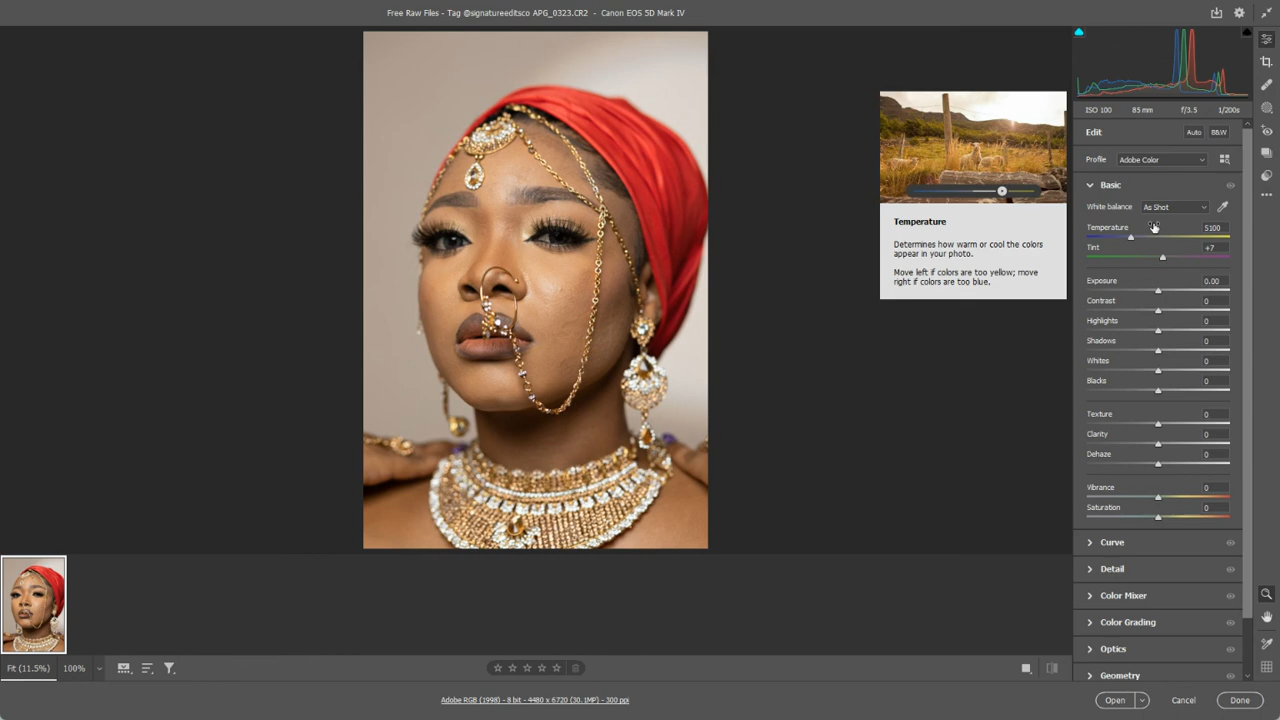 Free Raw Files - Tag @signatureeditsco APG_0323.CR2 - Canon EOS 5D Mark IV
ISO 100 85 mm f/3.5 1/200s
Edit Auto B&W
Profile Adobe Color
Basic
White balance As Shot
Temperature 5100
Tint +7
Exposure 0.00
Contrast 0
Highlights 0
Shadows 0
Whites 0
Blacks 0
Texture 0
Clarity 0
Dehaze 0
Vibrance 0
Saturation 0
Curve
Detail
Color Mixer
Color Grading
Optics
Geometry
Temperature
Determines how warm or cool the colors
appear in your photo.
Move left if colors are too yellow; move
right if colors are too blue.
Fit (11.5%) 100%
Adobe RGB (1998) - 8 bit - 4480 x 6720 (30.1MP) - 300 ppi
Open Cancel Done